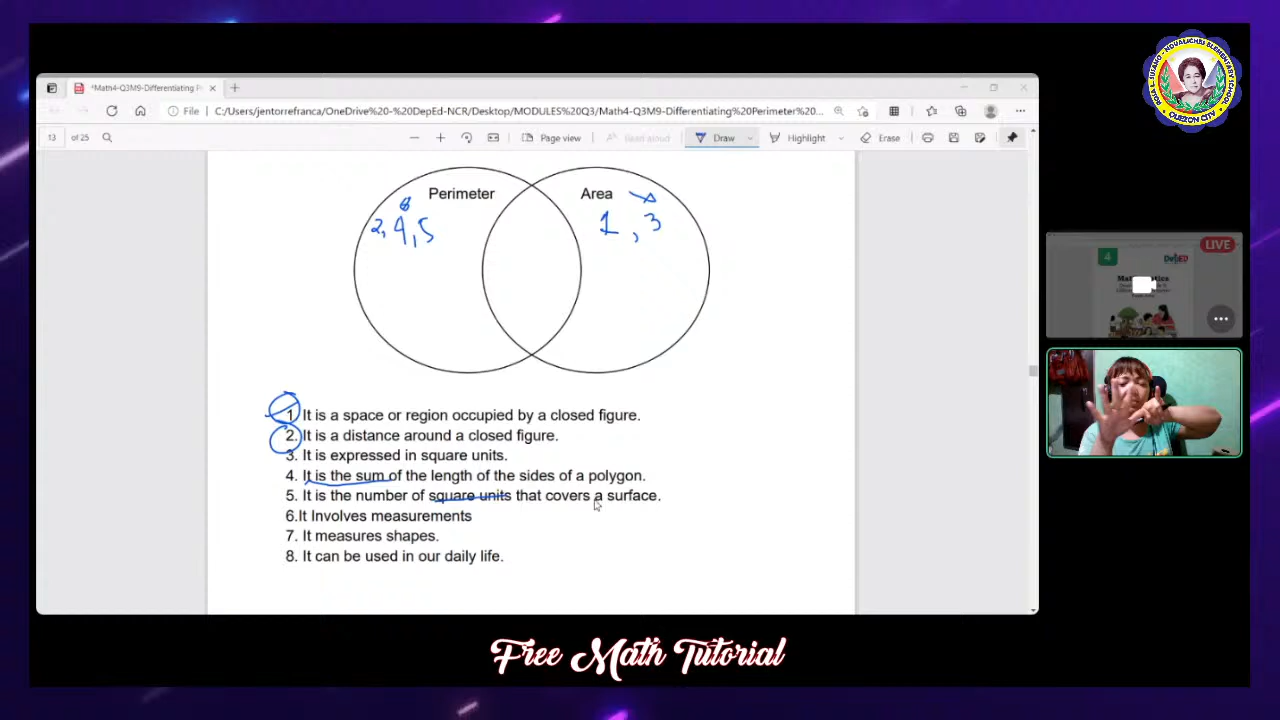 *Math4-Q3M9-Differentiating P
File C:/Users/jentorrefranca/OneDrive%20-%20DepEd-NCR/Desktop/MODULES%20Q3/Math4-Q3M9-Differentiating%20Perimeter%20...
13 of 25 Page view Read aloud Draw Highlight Erase
Perimeter Area
2, 4, 5 1, 3
1. It is a space or region occupied by a closed figure.
2. It is a distance around a closed figure.
3. It is expressed in square units.
4. It is the sum of the length of the sides of a polygon.
5. It is the number of square units that covers a surface.
6.It Involves measurements
7. It measures shapes.
8. It can be used in our daily life.
LIVE
4
DepED
Free Math Tutorial
QUEZON CITY